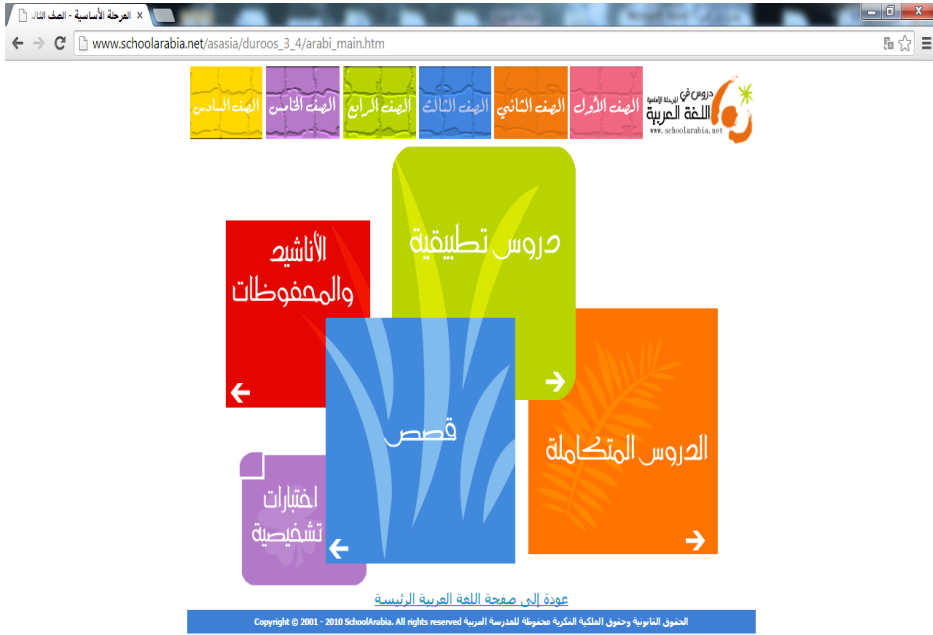 المرحلة الأساسية - الصف الثالث
www.schoolarabia.net/asasia/duroos_3_4/arabi_main.htm
دروس في المرحلة الأساسية
اللغة العربية
www.schoolarabia.net
الصف الأول
الصف الثاني
الصف الثالث
الصف الرابع
الصف الخامس
الصف السادس
دروس تطبيقية
الأناشيد
والمحفوظات
قصص
الدروس المتكاملة
اختبارات
تشخيصية
عودة إلى صفحة اللغة العربية الرئيسة
الحقوق القانونية وحقوق الملكية الفكرية محفوظة للمدرسة العربية Copyright © 2001 - 2010 SchoolArabia. All rights reserved